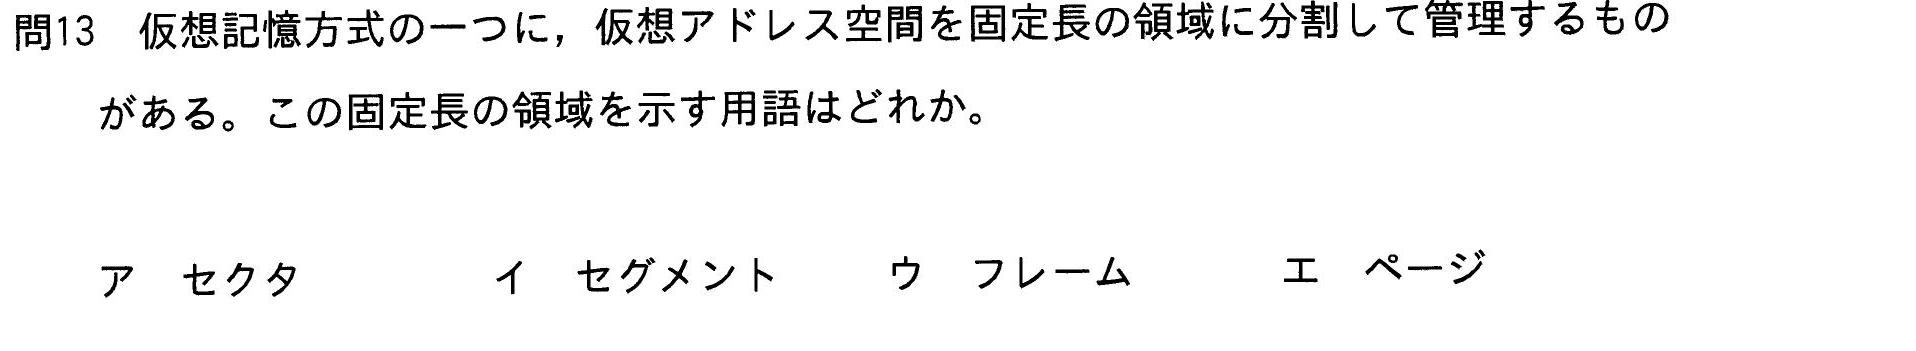 問13　仮想記憶方式の一つに，仮想アドレス空間を固定長の領域に分割して管理するもの
がある。この固定長の領域を示す用語はどれか。
ア　セクタ　イ　セグメント　ウ　フレーム　エ　ページ